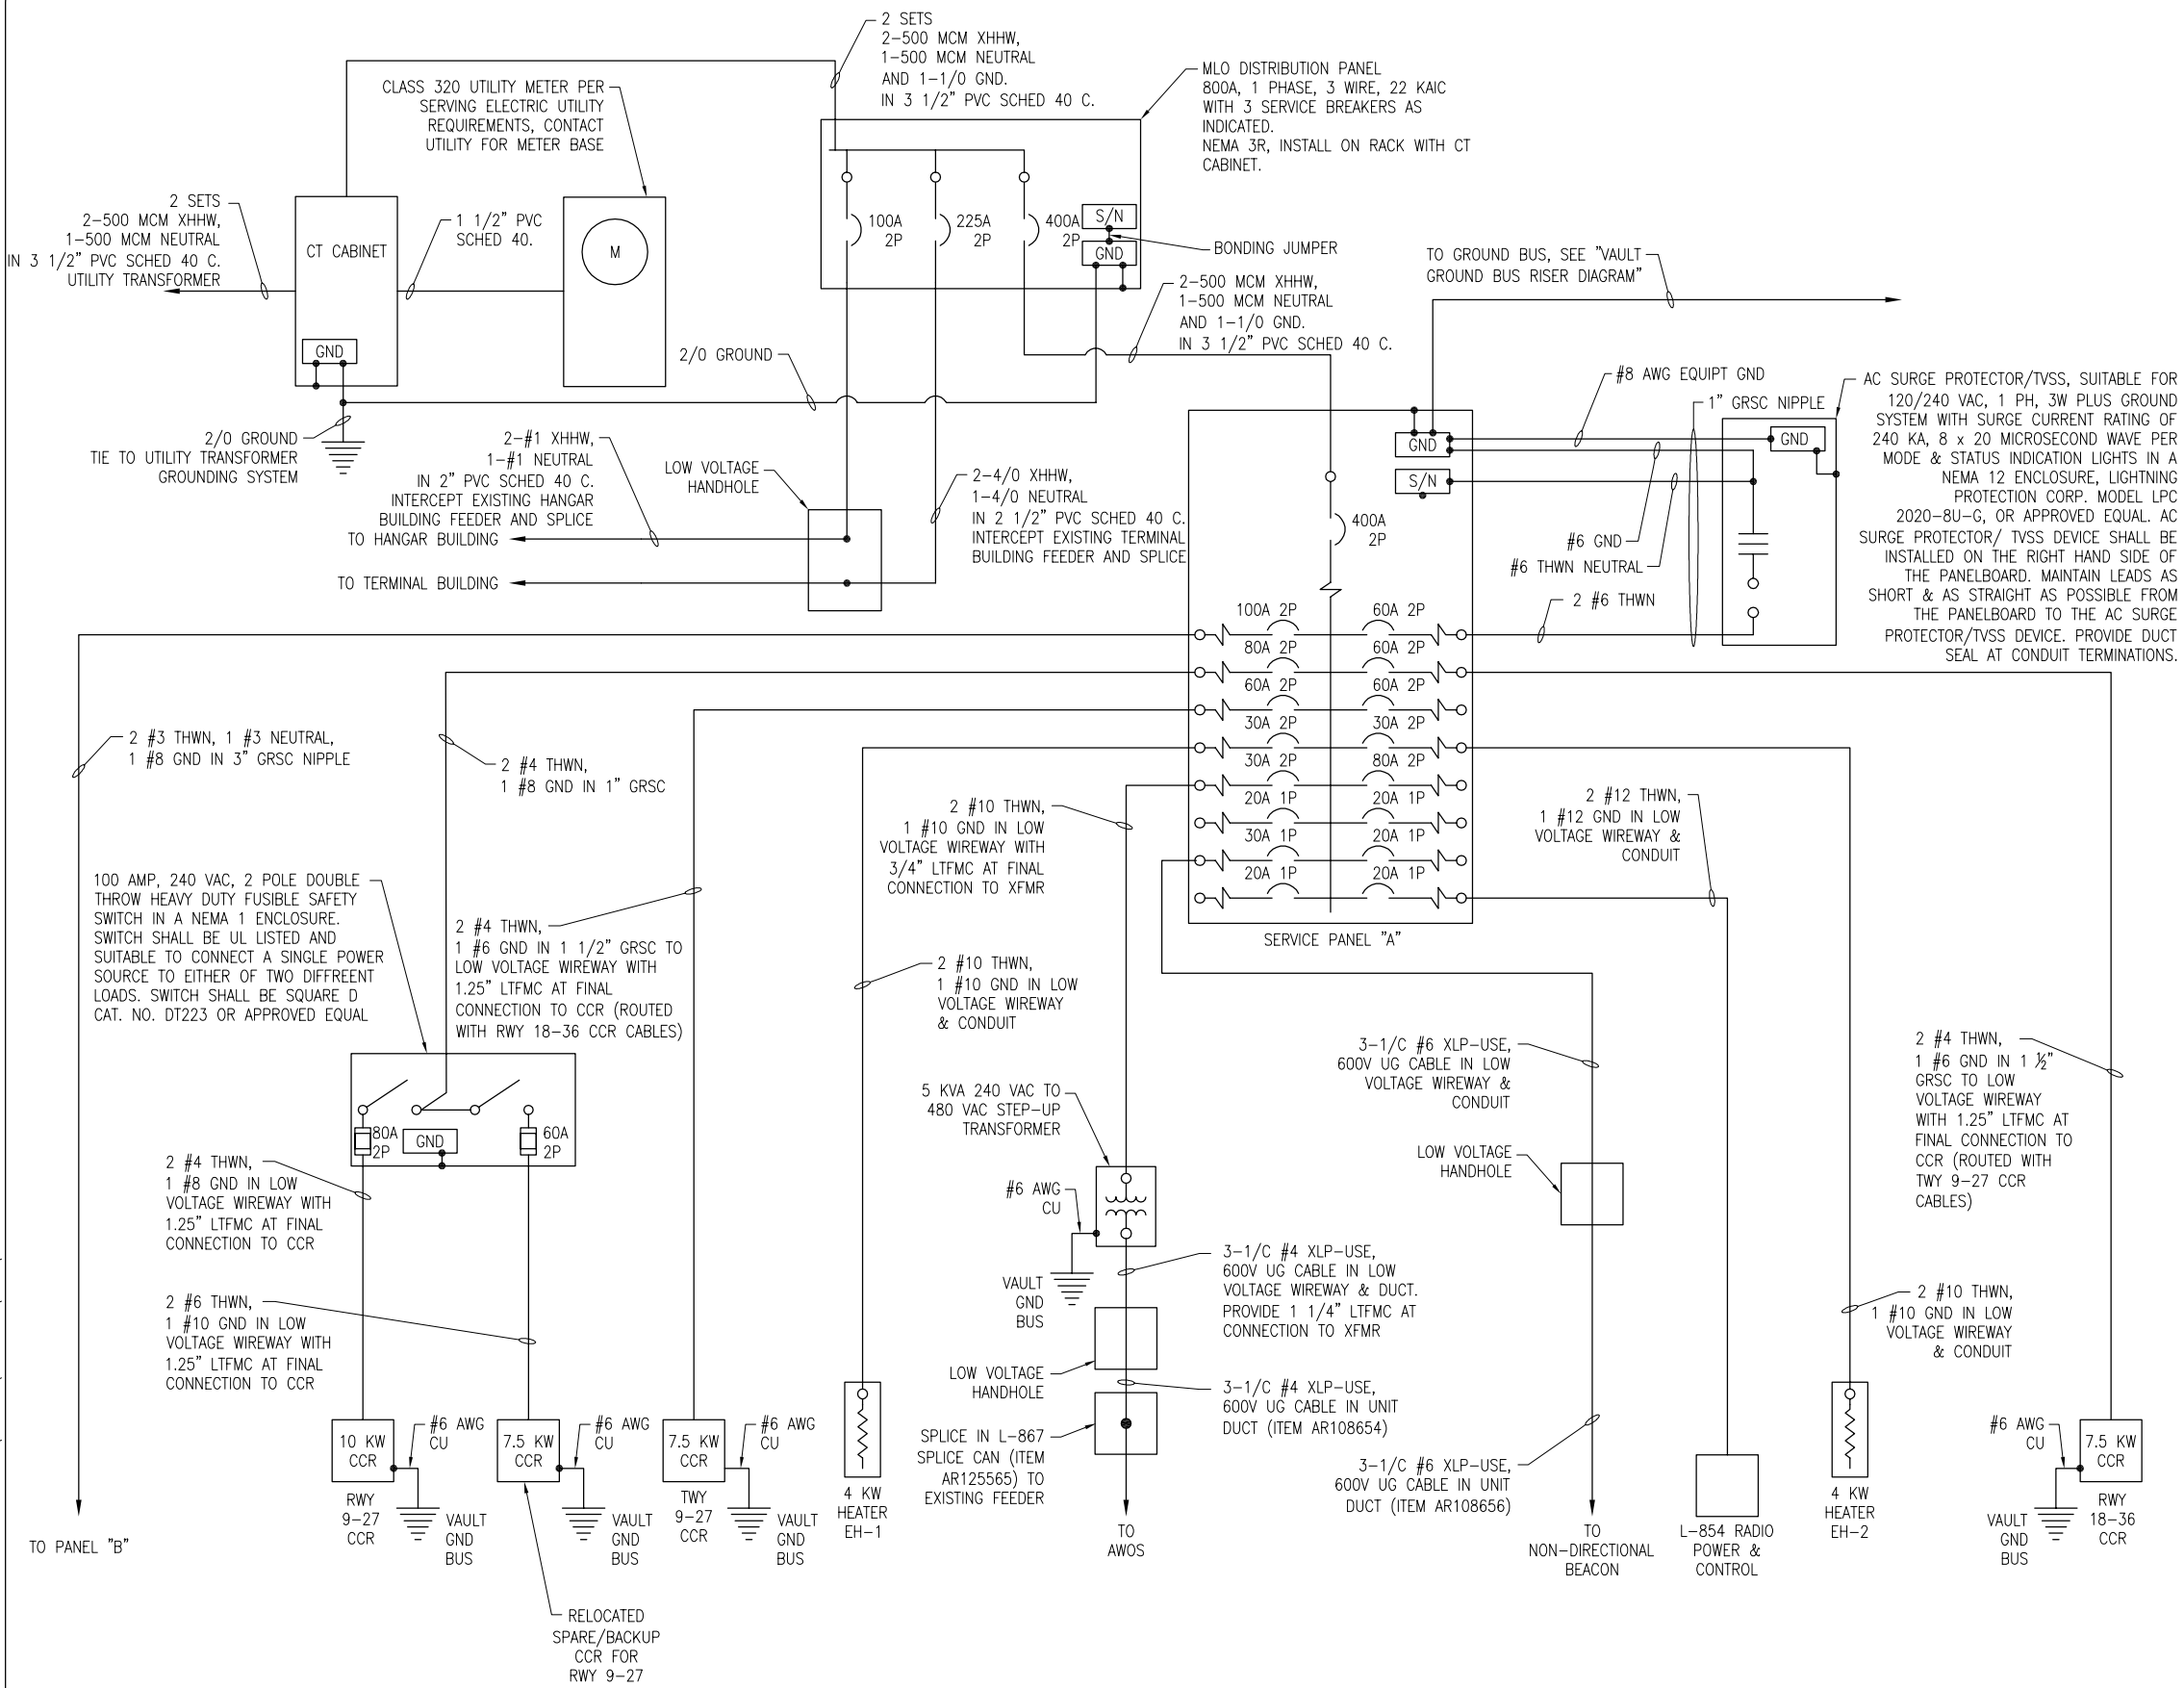 2 SETS
2-500 MCM XHHW,
1-500 MCM NEUTRAL
AND 1-1/0 GND.
IN 3 1/2" PVC SCHED 40 C.
CLASS 320 UTILITY METER PER
SERVING ELECTRIC UTILITY
REQUIREMENTS, CONTACT
UTILITY FOR METER BASE
MLO DISTRIBUTION PANEL
800A, 1 PHASE, 3 WIRE, 22 KAIC
WITH 3 SERVICE BREAKERS AS
INDICATED.
NEMA 3R, INSTALL ON RACK WITH CT
CABINET.
2 SETS
2-500 MCM XHHW,
1-500 MCM NEUTRAL
IN 3 1/2" PVC SCHED 40 C.
UTILITY TRANSFORMER
CT CABINET
GND
1 1/2" PVC
SCHED 40.
M
100A
2P
225A
2P
400A
2P
S/N
GND
BONDING JUMPER
2-500 MCM XHHW,
1-500 MCM NEUTRAL
AND 1-1/0 GND.
IN 3 1/2" PVC SCHED 40 C.
TO GROUND BUS, SEE "VAULT
GROUND BUS RISER DIAGRAM"
2/0 GROUND
2/0 GROUND
TIE TO UTILITY TRANSFORMER
GROUNDING SYSTEM
2-#1 XHHW,
1-#1 NEUTRAL
IN 2" PVC SCHED 40 C.
INTERCEPT EXISTING HANGAR
BUILDING FEEDER AND SPLICE
TO HANGAR BUILDING
TO TERMINAL BUILDING
LOW VOLTAGE
HANDHOLE
2-4/0 XHHW,
1-4/0 NEUTRAL
IN 2 1/2" PVC SCHED 40 C.
INTERCEPT EXISTING TERMINAL
BUILDING FEEDER AND SPLICE
#8 AWG EQUIPT GND
1" GRSC NIPPLE
GND
S/N
GND
400A
2P
#6 GND
#6 THWN NEUTRAL
2 #6 THWN
AC SURGE PROTECTOR/TVSS, SUITABLE FOR
120/240 VAC, 1 PH, 3W PLUS GROUND
SYSTEM WITH SURGE CURRENT RATING OF
240 KA, 8 x 20 MICROSECOND WAVE PER
MODE & STATUS INDICATION LIGHTS IN A
NEMA 12 ENCLOSURE, LIGHTNING
PROTECTION CORP. MODEL LPC
2020-8U-G, OR APPROVED EQUAL. AC
SURGE PROTECTOR/ TVSS DEVICE SHALL BE
INSTALLED ON THE RIGHT HAND SIDE OF
THE PANELBOARD. MAINTAIN LEADS AS
SHORT & AS STRAIGHT AS POSSIBLE FROM
THE PANELBOARD TO THE AC SURGE
PROTECTOR/TVSS DEVICE. PROVIDE DUCT
SEAL AT CONDUIT TERMINATIONS.
100A 2P 60A 2P
80A 2P 60A 2P
60A 2P 60A 2P
30A 2P 30A 2P
30A 2P 80A 2P
20A 1P 20A 1P
30A 1P 20A 1P
20A 1P 20A 1P
SERVICE PANEL "A"
2 #3 THWN, 1 #3 NEUTRAL,
1 #8 GND IN 3" GRSC NIPPLE
2 #4 THWN,
1 #8 GND IN 1" GRSC
2 #10 THWN,
1 #10 GND IN LOW
VOLTAGE WIREWAY WITH
3/4" LTFMC AT FINAL
CONNECTION TO XFMR
2 #12 THWN,
1 #12 GND IN LOW
VOLTAGE WIREWAY &
CONDUIT
100 AMP, 240 VAC, 2 POLE DOUBLE
THROW HEAVY DUTY FUSIBLE SAFETY
SWITCH IN A NEMA 1 ENCLOSURE.
SWITCH SHALL BE UL LISTED AND
SUITABLE TO CONNECT A SINGLE POWER
SOURCE TO EITHER OF TWO DIFFREENT
LOADS. SWITCH SHALL BE SQUARE D
CAT. NO. DT223 OR APPROVED EQUAL
2 #4 THWN,
1 #6 GND IN 1 1/2" GRSC TO
LOW VOLTAGE WIREWAY WITH
1.25" LTFMC AT FINAL
CONNECTION TO CCR (ROUTED
WITH RWY 18-36 CCR CABLES)
2 #10 THWN,
1 #10 GND IN LOW
VOLTAGE WIREWAY
& CONDUIT
3-1/C #6 XLP-USE,
600V UG CABLE IN LOW
VOLTAGE WIREWAY &
CONDUIT
2 #4 THWN,
1 #6 GND IN 1 ½"
GRSC TO LOW
VOLTAGE WIREWAY
WITH 1.25" LTFMC AT
FINAL CONNECTION TO
CCR (ROUTED WITH
TWY 9-27 CCR
CABLES)
80A
2P
GND
60A
2P
5 KVA 240 VAC TO
480 VAC STEP-UP
TRANSFORMER
LOW VOLTAGE
HANDHOLE
2 #4 THWN,
1 #8 GND IN LOW
VOLTAGE WIREWAY WITH
1.25" LTFMC AT FINAL
CONNECTION TO CCR
#6 AWG
CU
VAULT
GND
BUS
3-1/C #4 XLP-USE,
600V UG CABLE IN LOW
VOLTAGE WIREWAY & DUCT.
PROVIDE 1 1/4" LTFMC AT
CONNECTION TO XFMR
2 #6 THWN,
1 #10 GND IN LOW
VOLTAGE WIREWAY WITH
1.25" LTFMC AT FINAL
CONNECTION TO CCR
2 #10 THWN,
1 #10 GND IN LOW
VOLTAGE WIREWAY
& CONDUIT
LOW VOLTAGE
HANDHOLE
3-1/C #4 XLP-USE,
600V UG CABLE IN UNIT
DUCT (ITEM AR108654)
SPLICE IN L-867
SPLICE CAN (ITEM
AR125565) TO
EXISTING FEEDER
3-1/C #6 XLP-USE,
600V UG CABLE IN UNIT
DUCT (ITEM AR108656)
10 KW
CCR
#6 AWG
CU
RWY
9-27
CCR
VAULT
GND
BUS
7.5 KW
CCR
#6 AWG
CU
VAULT
GND
BUS
7.5 KW
CCR
#6 AWG
CU
TWY
9-27
CCR
VAULT
GND
BUS
4 KW
HEATER
EH-1
TO
AWOS
TO
NON-DIRECTIONAL
BEACON
L-854 RADIO
POWER &
CONTROL
4 KW
HEATER
EH-2
#6 AWG
CU
7.5 KW
CCR
VAULT
GND
BUS
RWY
18-36
CCR
TO PANEL "B"
RELOCATED
SPARE/BACKUP
CCR FOR
RWY 9-27